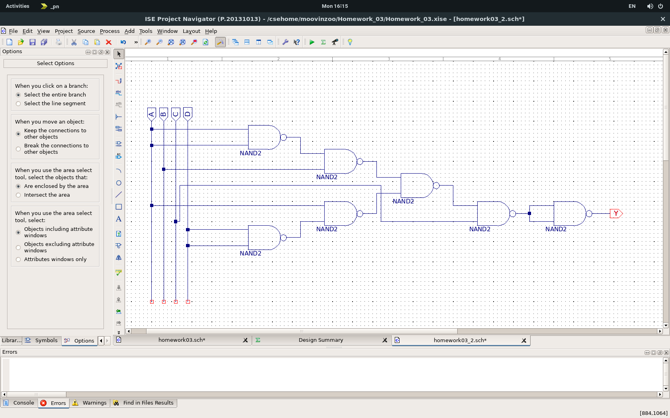 Activities
_pn
Mon 16:15
EN
ISE Project Navigator (P.20131013) - /csehome/moovinzoo/Homework_03/Homework_03.xise - [homework03_2.sch*]
File Edit View Project Source Process Add Tools Window Layout Help
Options
Select Options
When you click on a branch:
Select the entire branch
Select the line segment
When you move an object:
Keep the connections to
other objects
Break the connections to
other objects
When you use the area select
tool, select the objects that:
Are enclosed by the area
Intersect the area
When you use the area select
tool, select:
Objects including attribute
windows
Objects excluding attribute
windows
Attributes windows only
A B C D
NAND2
NAND2
NAND2
NAND2
NAND2
NAND2
NAND2
Y
Librar... Symbols Options
homework03.sch*
Design Summary
homework03_2.sch*
Errors
Console Errors Warnings Find in Files Results
[884,1064]